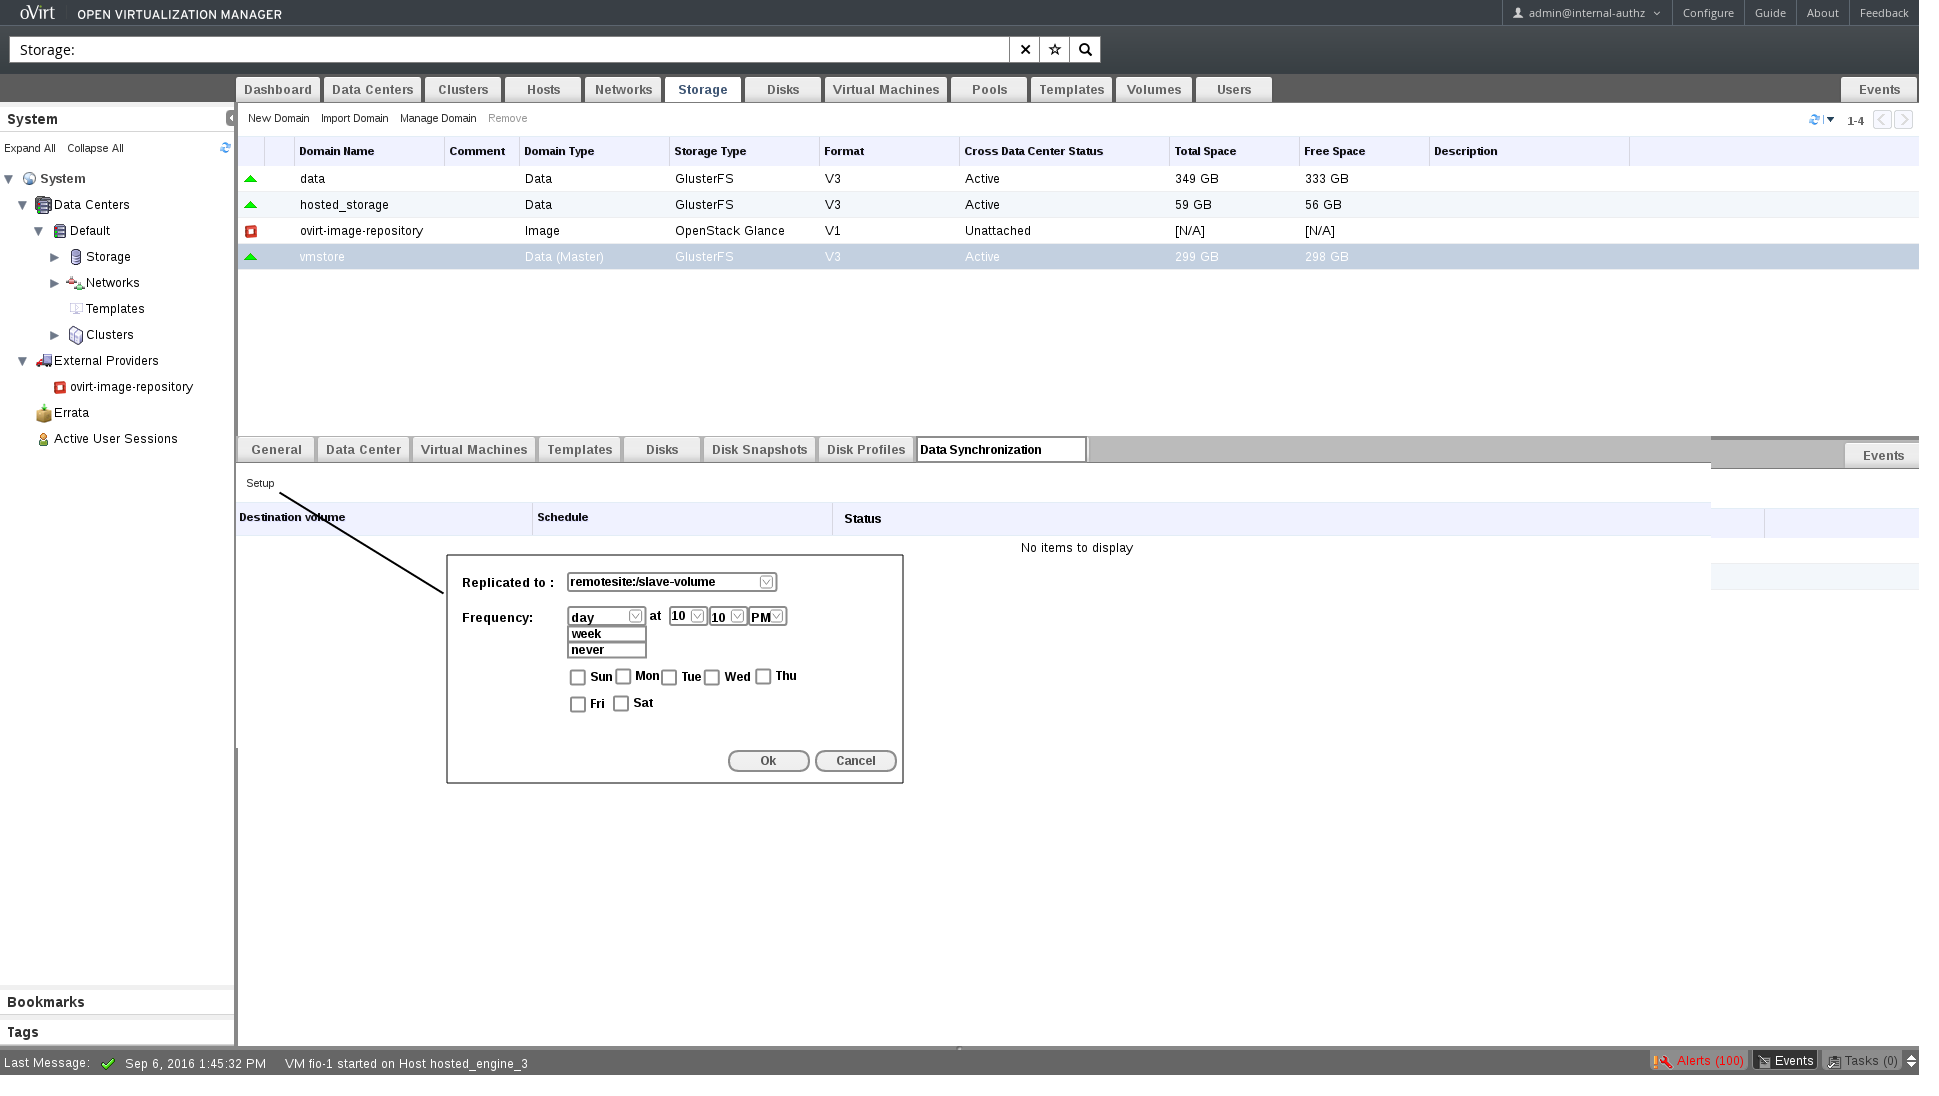 oVirt OPEN VIRTUALIZATION MANAGER admin@internal-authz Configure Guide About Feedback
Storage:
Dashboard Data Centers Clusters Hosts Networks Storage Disks Virtual Machines Pools Templates Volumes Users Events
System
New Domain Import Domain Manage Domain Remove 1-4
Expand All Collapse All
Domain Name Comment Domain Type Storage Type Format Cross Data Center Status Total Space Free Space Description
System
data Data GlusterFS V3 Active 349 GB 333 GB
Data Centers
hosted_storage Data GlusterFS V3 Active 59 GB 56 GB
Default
ovirt-image-repository Image OpenStack Glance V1 Unattached [N/A] [N/A]
Storage
vmstore Data (Master) GlusterFS V3 Active 299 GB 298 GB
Networks
Templates
Clusters
External Providers
ovirt-image-repository
Errata
Active User Sessions
General Data Center Virtual Machines Templates Disks Disk Snapshots Disk Profiles Data Synchronization Events
Setup
Destination volume Schedule Status
No items to display
Replicated to : remotesite:/slave-volume
Frequency: day at 10 10 PM
week
never
Sun Mon Tue Wed Thu
Fri Sat
Ok Cancel
Bookmarks
Tags
Last Message: Sep 6, 2016 1:45:32 PM VM fio-1 started on Host hosted_engine_3 Alerts (100) Events Tasks (0)